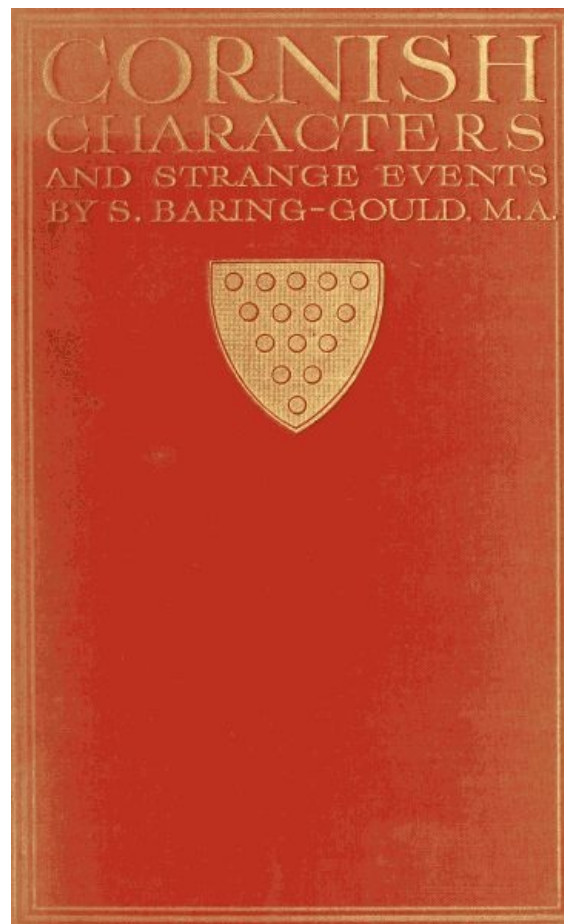 CORNISH
CHARACTERS
AND STRANGE EVENTS
BY S. BARING-GOULD, M.A.